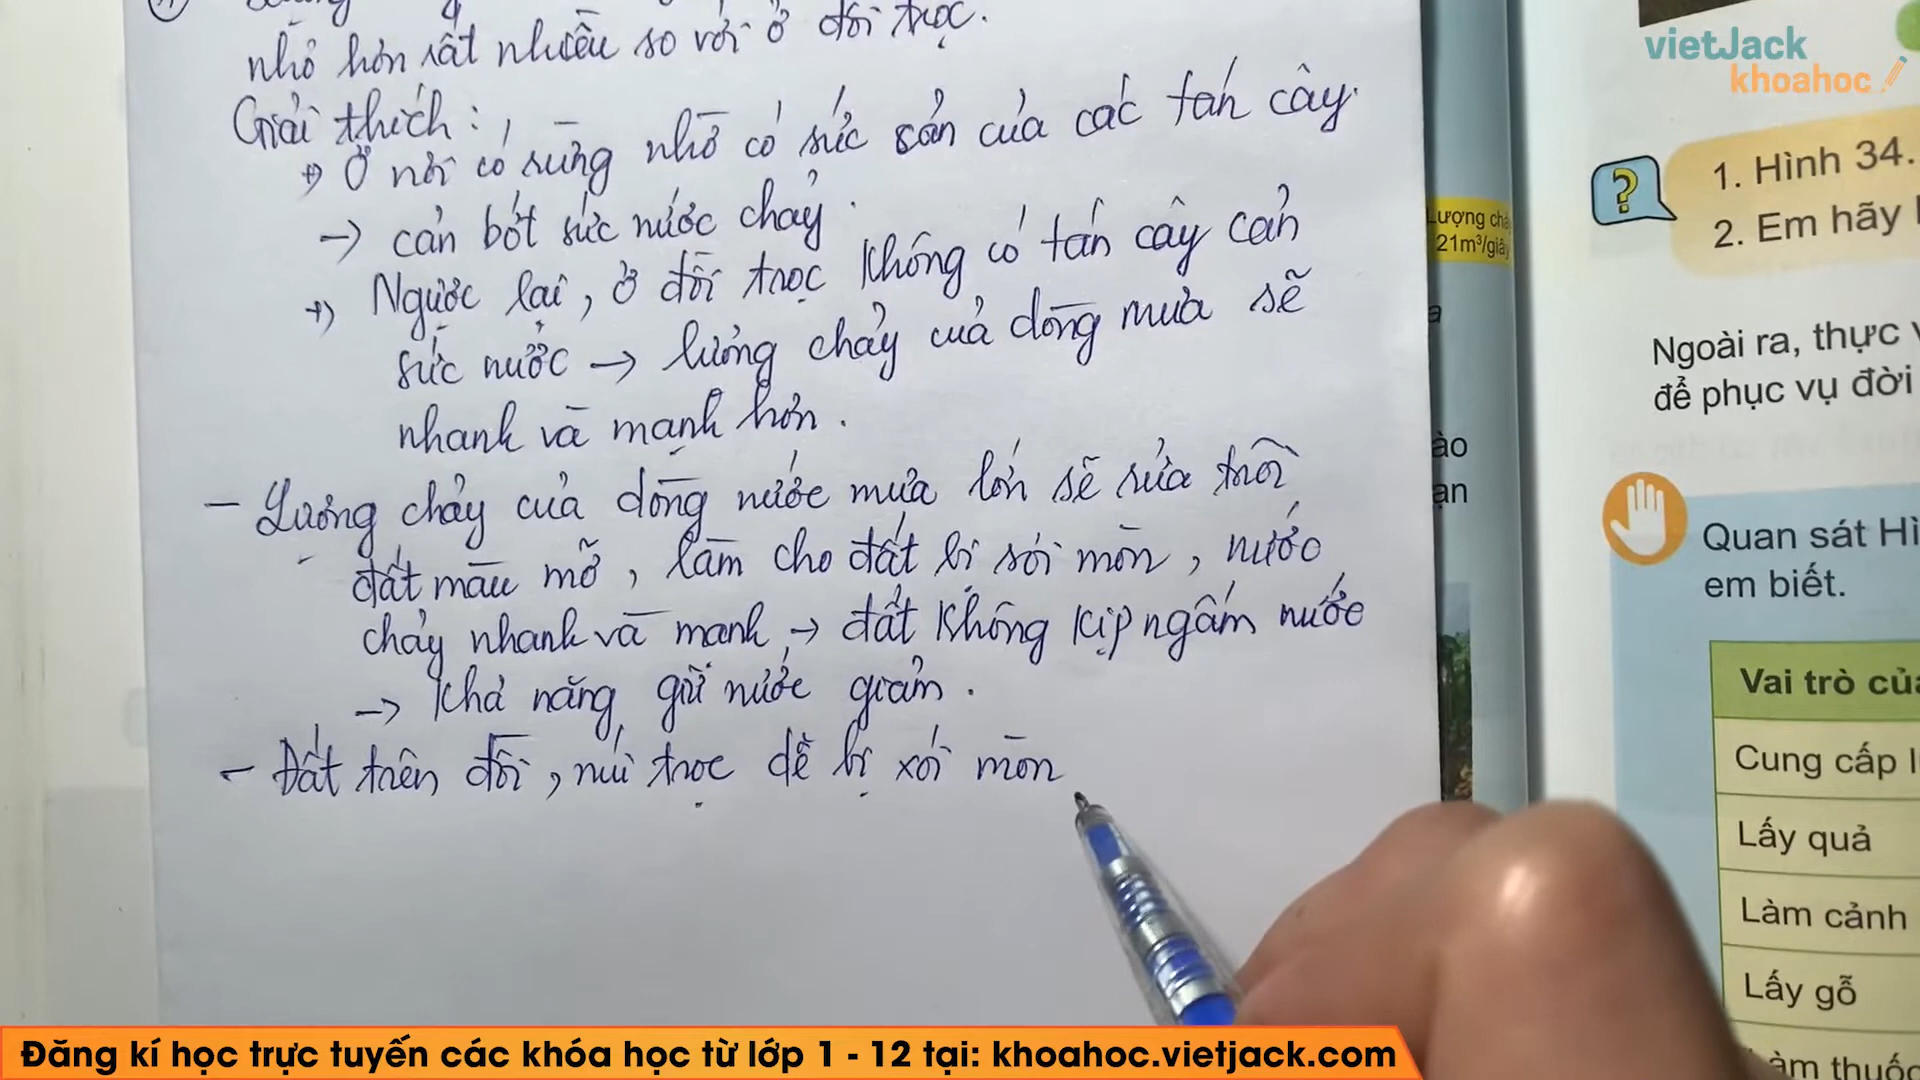 nhỏ hơn rất nhiều so với ở đồi trọc.
Giải thích:
+) Ở nơi có rừng nhờ có sức cản của các tán cây.
→ cản bớt sức nước chảy.
+) Ngược lại, ở đồi trọc không có tán cây cản
sức nước → lượng chảy của dòng mưa sẽ
nhanh và mạnh hơn.
- Lượng chảy của dòng nước mưa lớn sẽ rửa trôi
đất màu mỡ, làm cho đất bị sói mòn, nước
chảy nhanh và mạnh → đất không kịp ngấm nước
→ khả năng giữ nước giảm.
- Đất trên đồi, núi trọc dễ bị xói mòn
vietJack
khoahoc
?
1. Hình 34.
2. Em hãy
Lượng ch
21m³/giâ
Ngoài ra, thực
để phục vụ đời
Quan sát Hì
em biết.
Vai trò củ
Cung cấp
Lấy quả
Làm cảnh
Lấy gỗ
àm thuốc
Đăng kí học trực tuyến các khóa học từ lớp 1 - 12 tại: khoahoc.vietjack.com